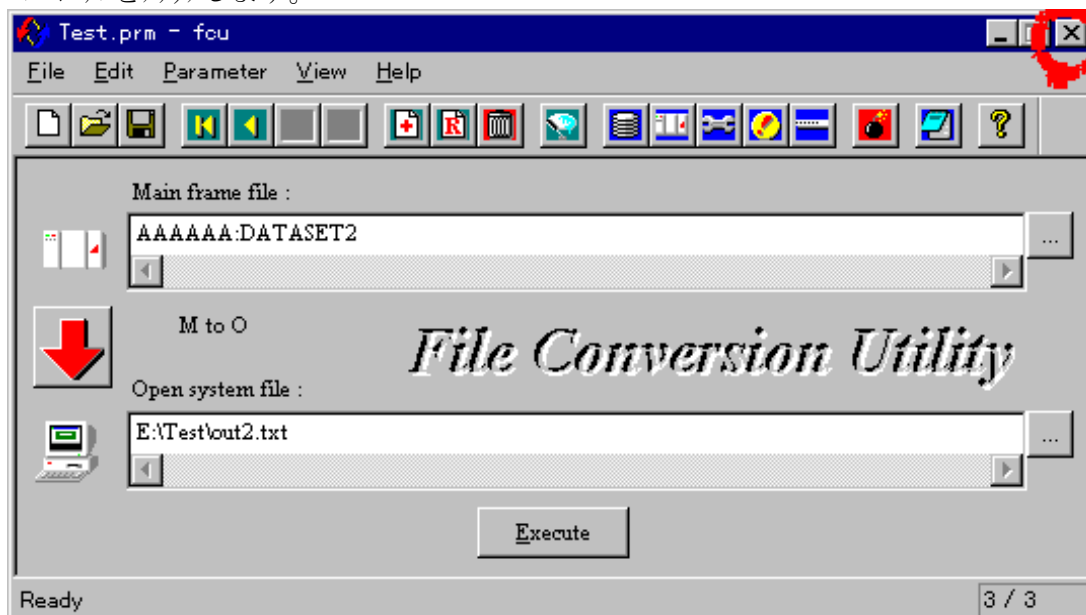 Test.prm - fcu
File Edit Parameter View Help
Main frame file :
AAAAAA:DATASET2
...
M to O
File Conversion Utility
Open system file :
E:\Test\out2.txt
...
Execute
Ready 3 / 3